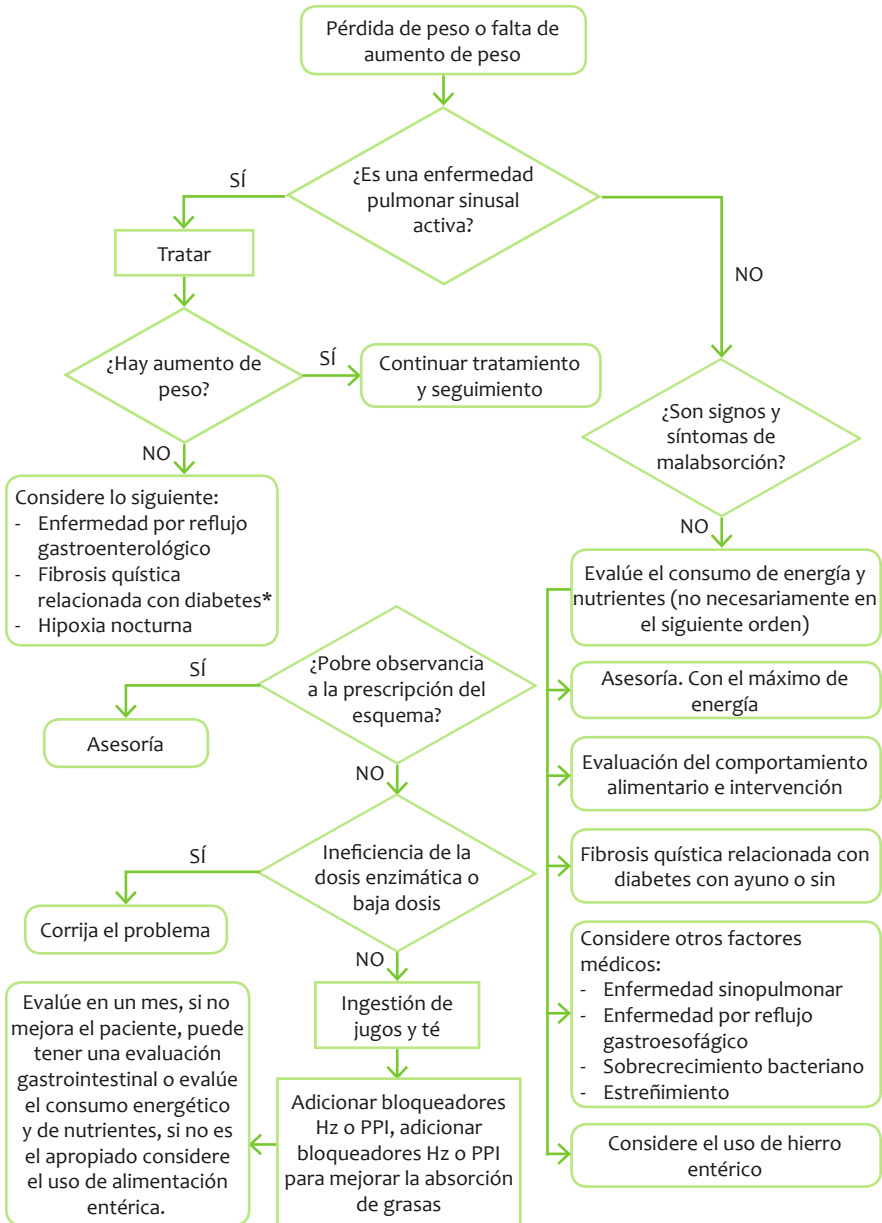 Pérdida de peso o falta de
aumento de peso
¿Es una enfermedad
pulmonar sinusal
activa?
SÍ
NO
Tratar
¿Hay aumento de
peso?
SÍ
Continuar tratamiento
y seguimiento
NO
¿Son signos y
síntomas de
malabsorción?
NO
Considere lo siguiente:
- Enfermedad por reflujo
gastroenterológico
- Fibrosis quística
relacionada con diabetes*
- Hipoxia nocturna
Evalúe el consumo de energía y
nutrientes (no necesariamente en
el siguiente orden)
Asesoría. Con el máximo de
energía
Evaluación del comportamiento
alimentario e intervención
Fibrosis quística relacionada con
diabetes con ayuno o sin
Considere otros factores
médicos:
- Enfermedad sinopulmonar
- Enfermedad por reflujo
gastroesofágico
- Sobrecrecimiento bacteriano
- Estreñimiento
Considere el uso de hierro
entérico
¿Pobre observancia
a la prescripción del
esquema?
SÍ
Asesoría
NO
Ineficiencia de la
dosis enzimática o
baja dosis
SÍ
Corrija el problema
NO
Ingestión de
jugos y té
Adicionar bloqueadores
Hz o PPI, adicionar
bloqueadores Hz o PPI
para mejorar la absorción
de grasas
Evalúe en un mes, si no
mejora el paciente, puede
tener una evaluación
gastrointestinal o evalúe
el consumo energético
y de nutrientes, si no es
el apropiado considere
el uso de alimentación
entérica.